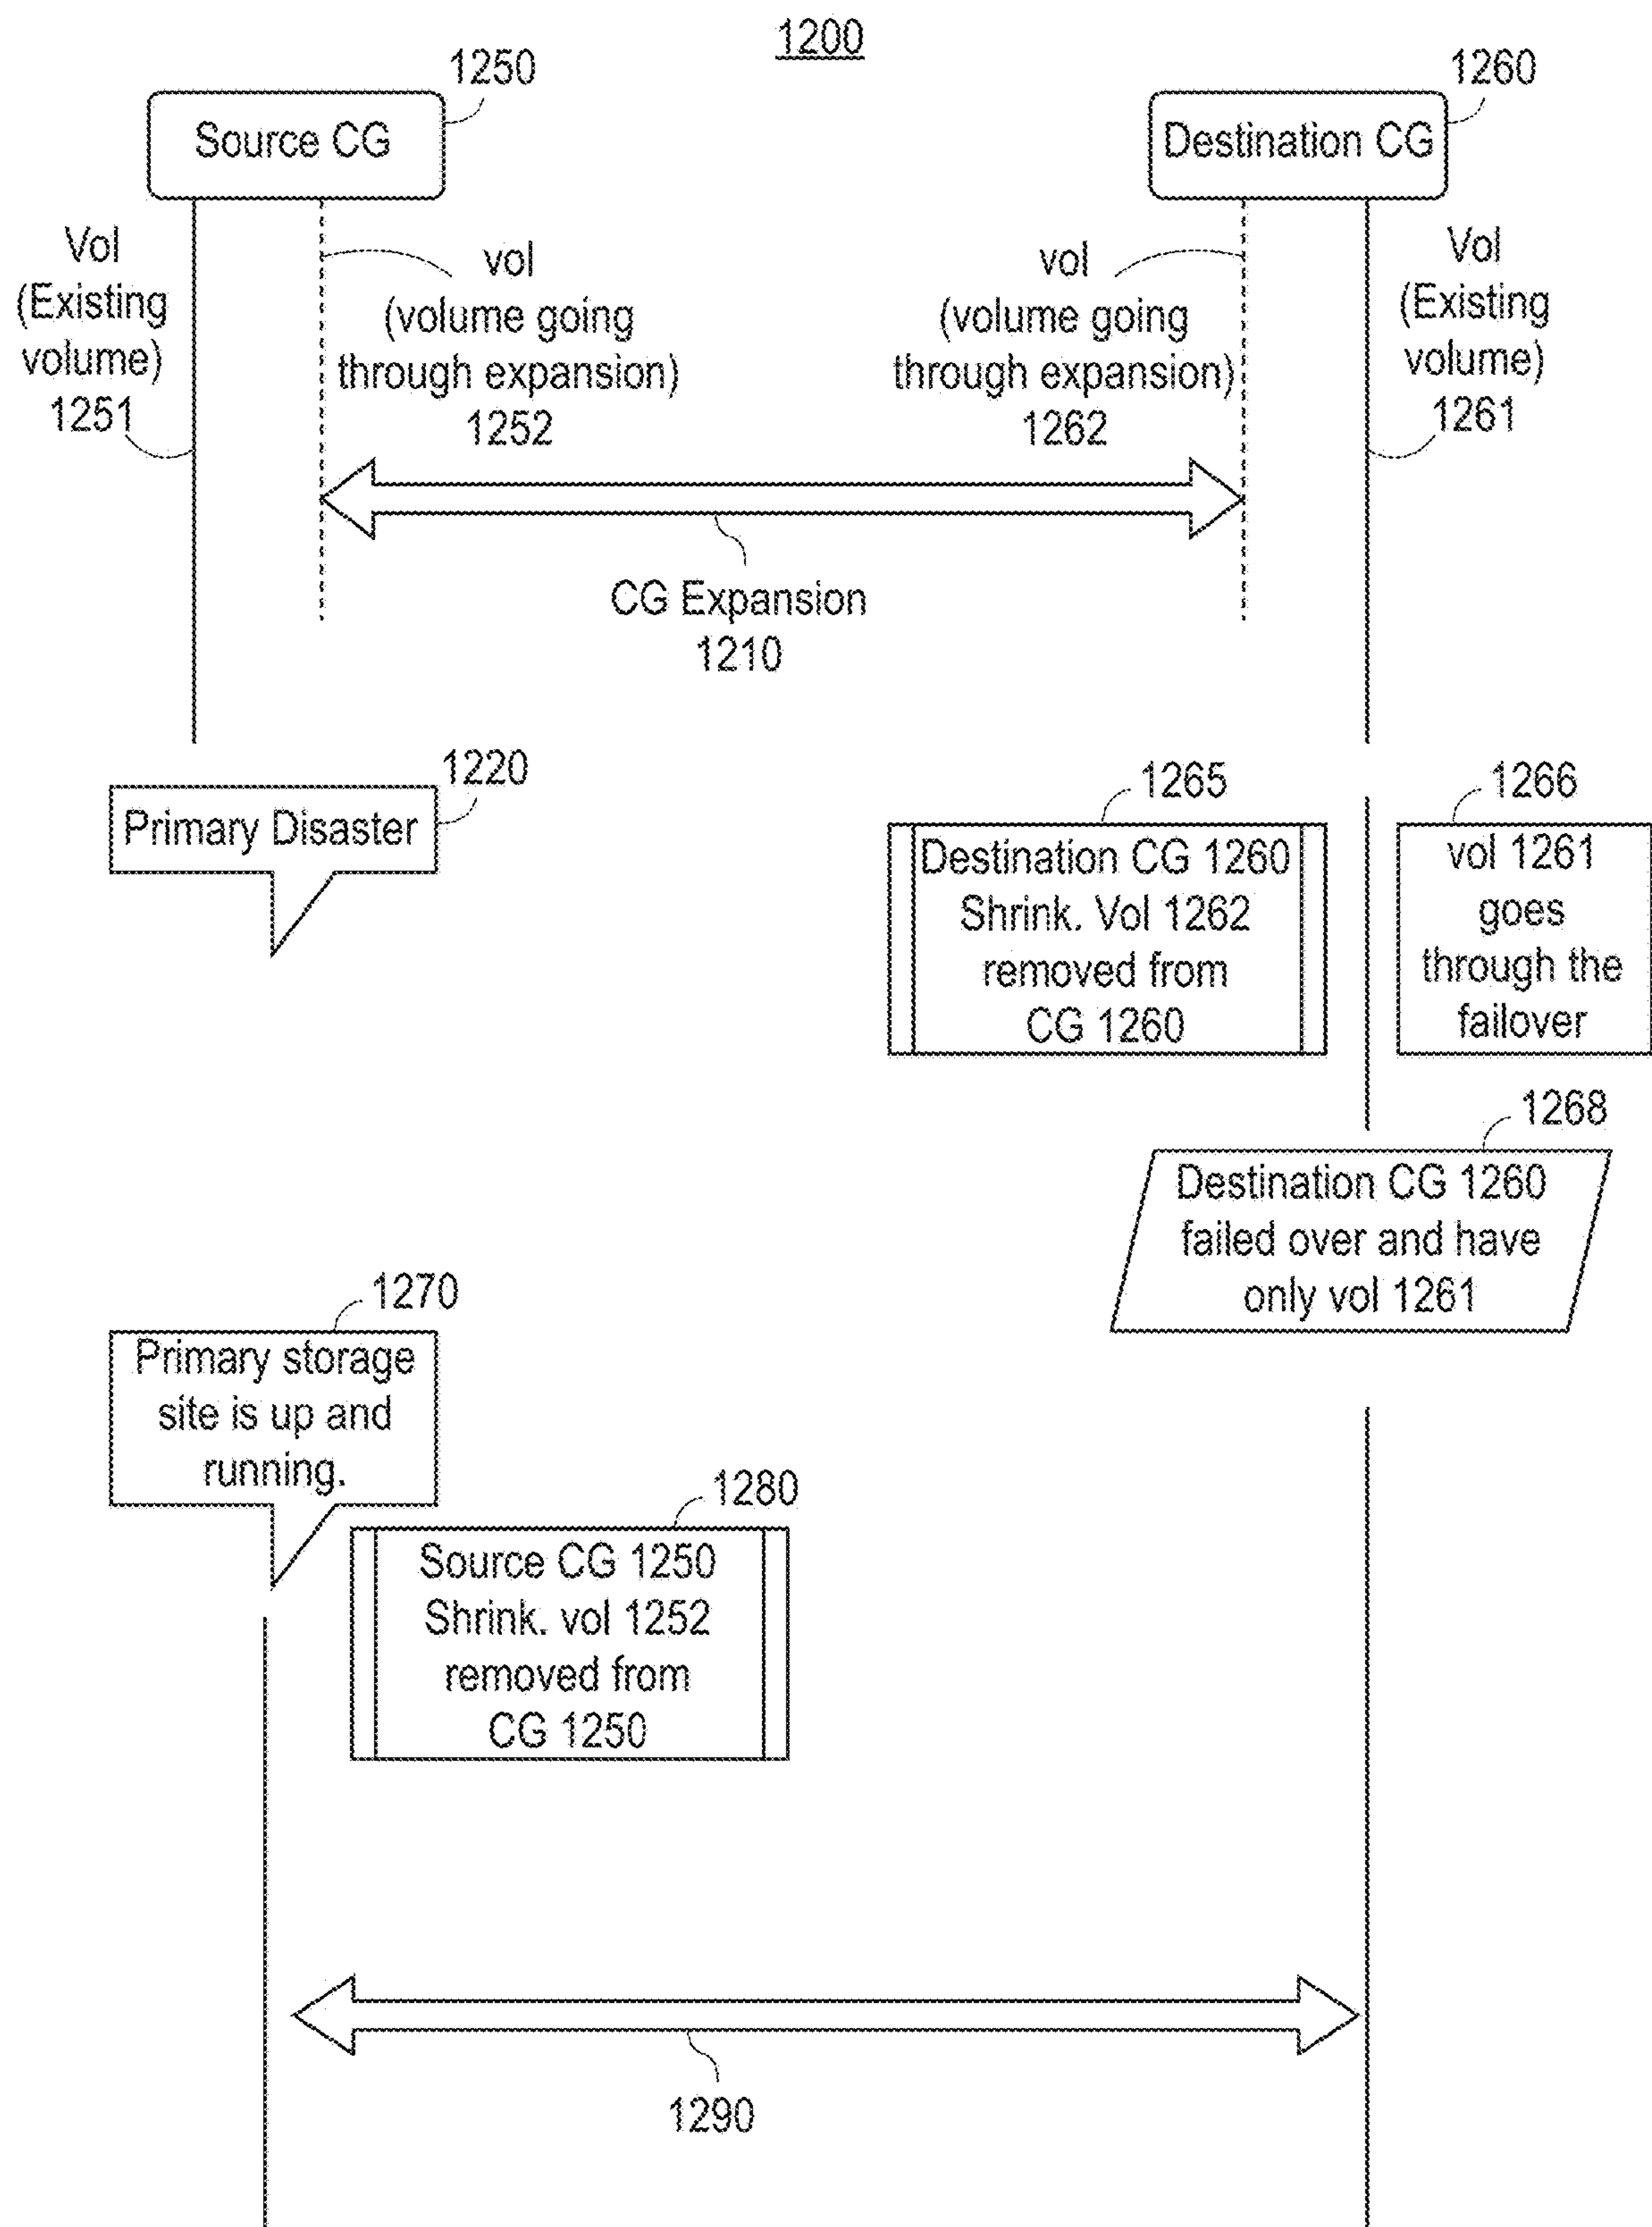 1200
1250
1260
Source CG
Destination CG
Vol
(Existing
volume)
1251
vol
(volume going
through expansion)
1252
vol
(volume going
through expansion)
1262
Vol
(Existing
volume)
1261
CG Expansion
1210
1220
Primary Disaster
1265
Destination CG 1260
Shrink. Vol 1262
removed from
CG 1260
1266
vol 1261
goes
through the
failover
1268
Destination CG 1260
failed over and have
only vol 1261
1270
Primary storage
site is up and
running.
1280
Source CG 1250
Shrink. vol 1252
removed from
CG 1250
1290